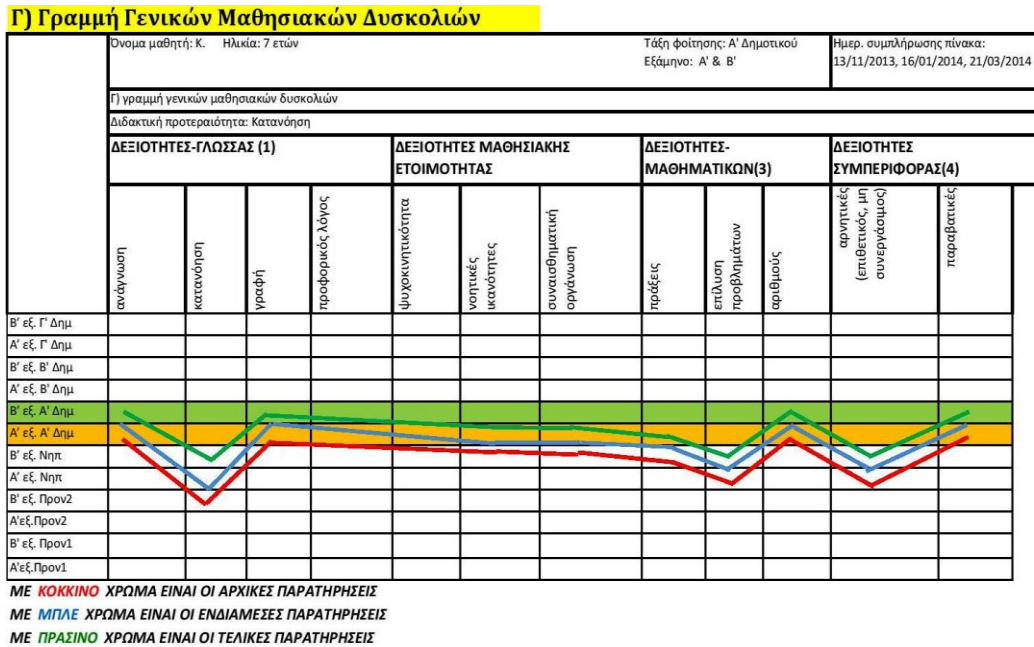 Γ) Γραμμή Γενικών Μαθησιακών Δυσκολιών
Όνομα μαθητή: Κ. Ηλικία: 7 ετών
Τάξη φοίτησης: Α' Δημοτικού
Εξάμηνο: Α' & Β'
Ημερ. συμπλήρωσης πίνακα:
13/11/2013, 16/01/2014, 21/03/2014
Γ) γραμμή γενικών μαθησιακών δυσκολιών
Διδακτική προτεραιότητα: Κατανόηση
ΔΕΞΙΟΤΗΤΕΣ-ΓΛΩΣΣΑΣ (1)
ΔΕΞΙΟΤΗΤΕΣ ΜΑΘΗΣΙΑΚΗΣ
ΕΤΟΙΜΟΤΗΤΑΣ
ΔΕΞΙΟΤΗΤΕΣ-
ΜΑΘΗΜΑΤΙΚΩΝ(3)
ΔΕΞΙΟΤΗΤΕΣ
ΣΥΜΠΕΡΙΦΟΡΑΣ(4)
ανάγνωση
κατανόηση
γραφή
προφορικός λόγος
ψυχοκινητικότητα
νοητικές
ικανότητες
συναισθηματική
οργάνωση
πράξεις
επίλυση
προβλημάτων
αριθμούς
αρνητικές
(επιθετικός, μη
συνεργάσιμος)
παραβατικές
Β' εξ. Γ' Δημ
Α' εξ. Γ' Δημ
Β' εξ. Β' Δημ
Α' εξ. Β' Δημ
Β' εξ. Α' Δημ
Α' εξ. Α' Δημ
Β' εξ. Νηπ
Α' εξ. Νηπ
Β' εξ. Προν2
Α'εξ.Προν2
Β' εξ. Προν1
Α'εξ.Προν1
ΜΕ ΚΟΚΚΙΝΟ ΧΡΩΜΑ ΕΙΝΑΙ ΟΙ ΑΡΧΙΚΕΣ ΠΑΡΑΤΗΡΗΣΕΙΣ
ΜΕ ΜΠΛΕ ΧΡΩΜΑ ΕΙΝΑΙ ΟΙ ΕΝΔΙΑΜΕΣΕΣ ΠΑΡΑΤΗΡΗΣΕΙΣ
ΜΕ ΠΡΑΣΙΝΟ ΧΡΩΜΑ ΕΙΝΑΙ ΟΙ ΤΕΛΙΚΕΣ ΠΑΡΑΤΗΡΗΣΕΙΣ